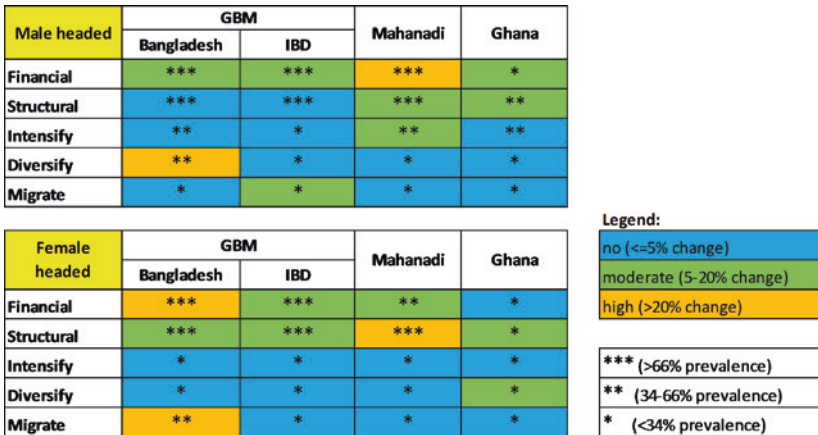 Male headed GBM Mahanadi Ghana
Bangladesh IBD
Financial *** *** *** *
Structural *** *** *** **
Intensify ** * ** **
Diversify ** * * *
Migrate * * * *
Female headed GBM Mahanadi Ghana
Bangladesh IBD
Financial *** *** ** *
Structural *** *** *** *
Intensify * * * *
Diversify * * * *
Migrate ** * * *
Legend:
no (<=5% change)
moderate (5-20% change)
high (>20% change)
*** (>66% prevalence)
** (34-66% prevalence)
* (<34% prevalence)